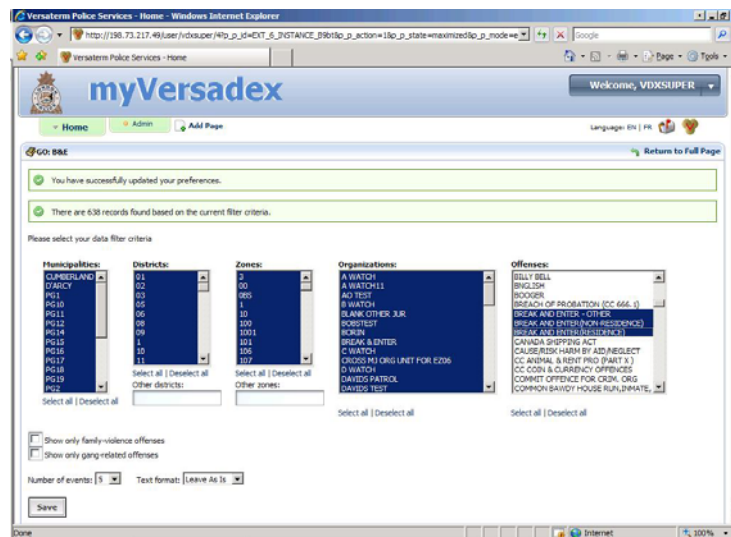 Versaterm Police Services - Home - Windows Internet Explorer
http://198.73.217.49/user/vdxsuper/4?p_p_id=EXT_6_INSTANCE_B9bt&p_p_action=1&p_p_state=maximized&p_p_mode=e
Google
Versaterm Police Services - Home
Page
Tools
myVersadex
Welcome, VDXSUPER
Home
Admin
Add Page
Language: EN | FR
GO: B&E
Return to Full Page
You have successfully updated your preferences.
There are 638 records found based on the current filter criteria.
Please select your data filter criteria
Municipalities:
CUMBERLAND
D'ARCY
PG1
PG10
PG11
PG12
PG14
PG15
PG16
PG17
PG18
PG19
PG2
Select all | Deselect all
Districts:
01
02
03
05
06
08
09
1
10
11
Select all | Deselect all
Other districts:
Zones:
3
00
0BS
1
10
100
1001
101
106
107
Select all | Deselect all
Other zones:
Organizations:
A WATCH
A WATCH11
AO TEST
B WATCH
BLANK OTHER JUR
BOBSTEST
BORIN
BREAK & ENTER
C WATCH
CROSS MJ ORG UNIT FOR EZ06
D WATCH
DAVIDS PATROL
DAVIDS TEST
Select all | Deselect all
Offenses:
BILLY BELL
BNGLISH
BOOGER
BREACH OF PROBATION (CC 666. 1)
BREAK AND ENTER - OTHER
BREAK AND ENTER(NON-RESIDENCE)
BREAK AND ENTER(RESIDENCE)
CANADA SHIPPING ACT
CAUSE/RISK HARM BY AID/NEGLECT
CC ANIMAL & RENT PRO (PART X )
CC COIN & CURRENCY OFFENCES
COMMIT OFFENCE FOR CRIM. ORG
COMMON BAWDY HOUSE RUN,INMATE,
Select all | Deselect all
Show only family-violence offenses
Show only gang-related offenses
Number of events: 5 Text format: Leave As Is
Save
Done
Internet
100%